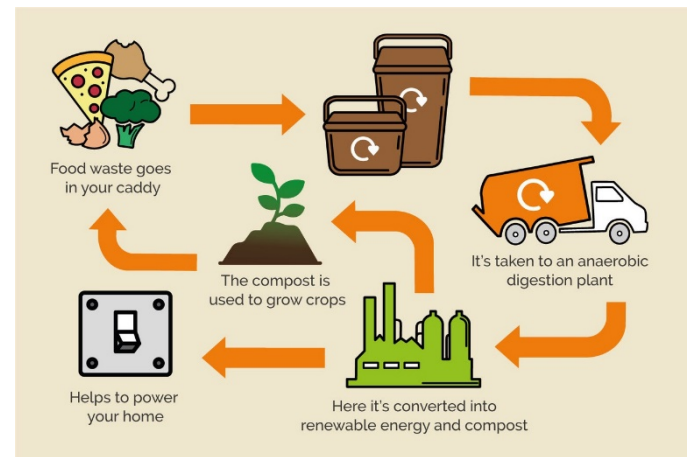 Food waste goes
in your caddy
It's taken to an anaerobic
digestion plant
The compost is
used to grow crops
Helps to power
your home
Here it's converted into
renewable energy and compost